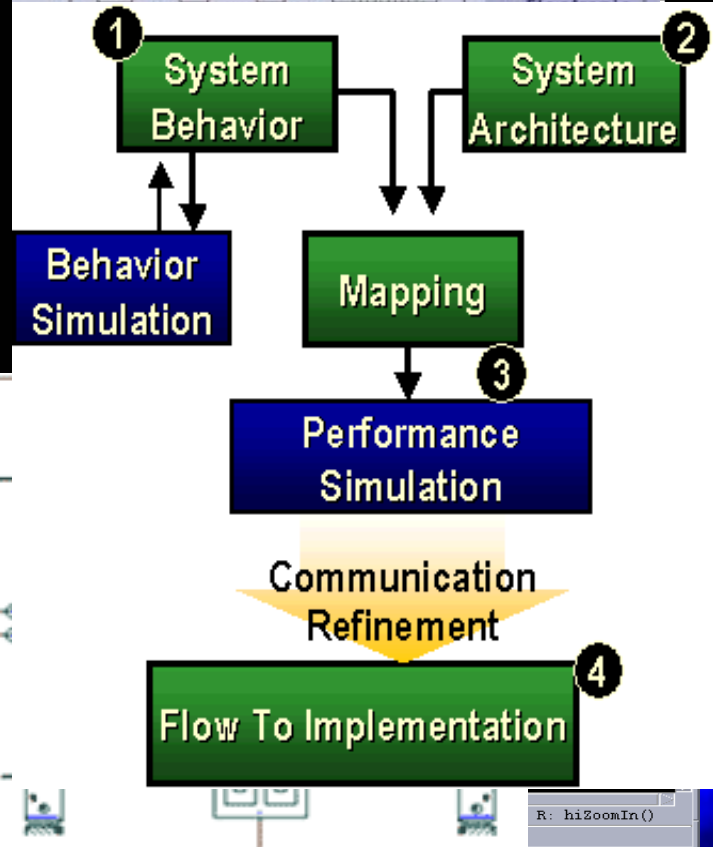 1
System
Behavior
2
System
Architecture
Behavior
Simulation
Mapping
3
Performance
Simulation
Communication
Refinement
4
Flow To Implementation
R: hiZoomIn()